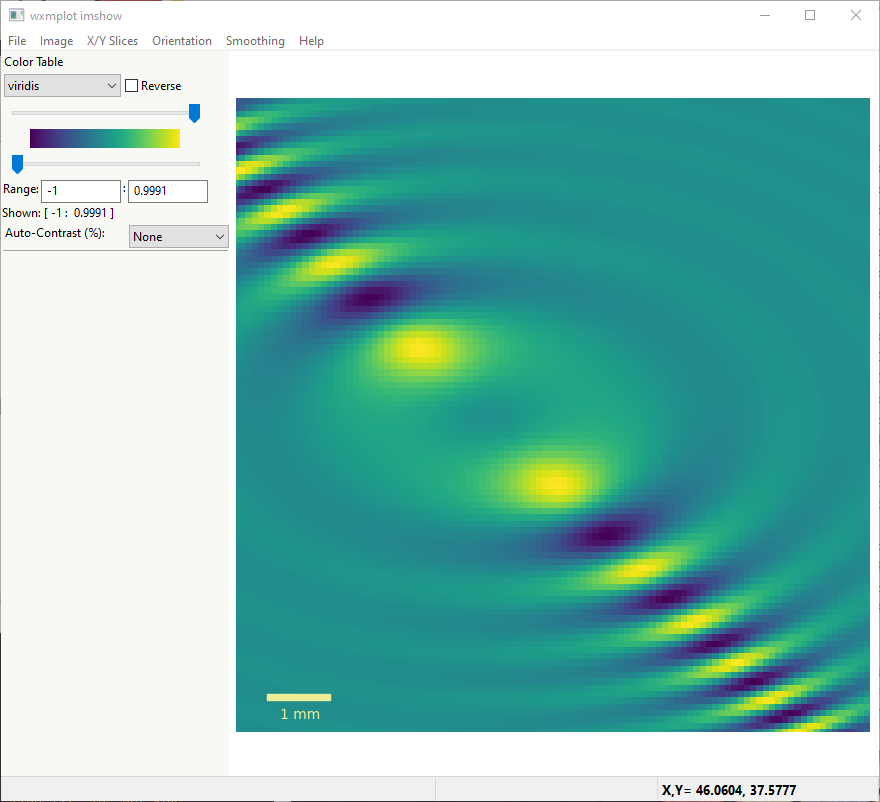 wxmplot imshow
File Image X/Y Slices Orientation Smoothing Help
Color Table
viridis Reverse
Range: -1 : 0.9991
Shown: [ -1 : 0.9991 ]
Auto-Contrast (%): None
1 mm
X,Y= 46.0604, 37.5777